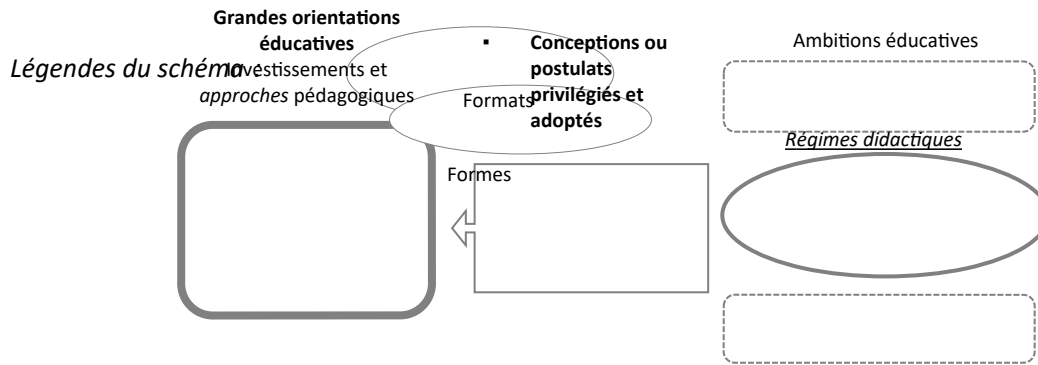 Grandes orientations
éducatives
Légendes du schéma :
Investissements et
approches pédagogiques
▪ Conceptions ou
postulats
privilégiés et
adoptés
Formats
Formes
Ambitions éducatives
Régimes didactiques